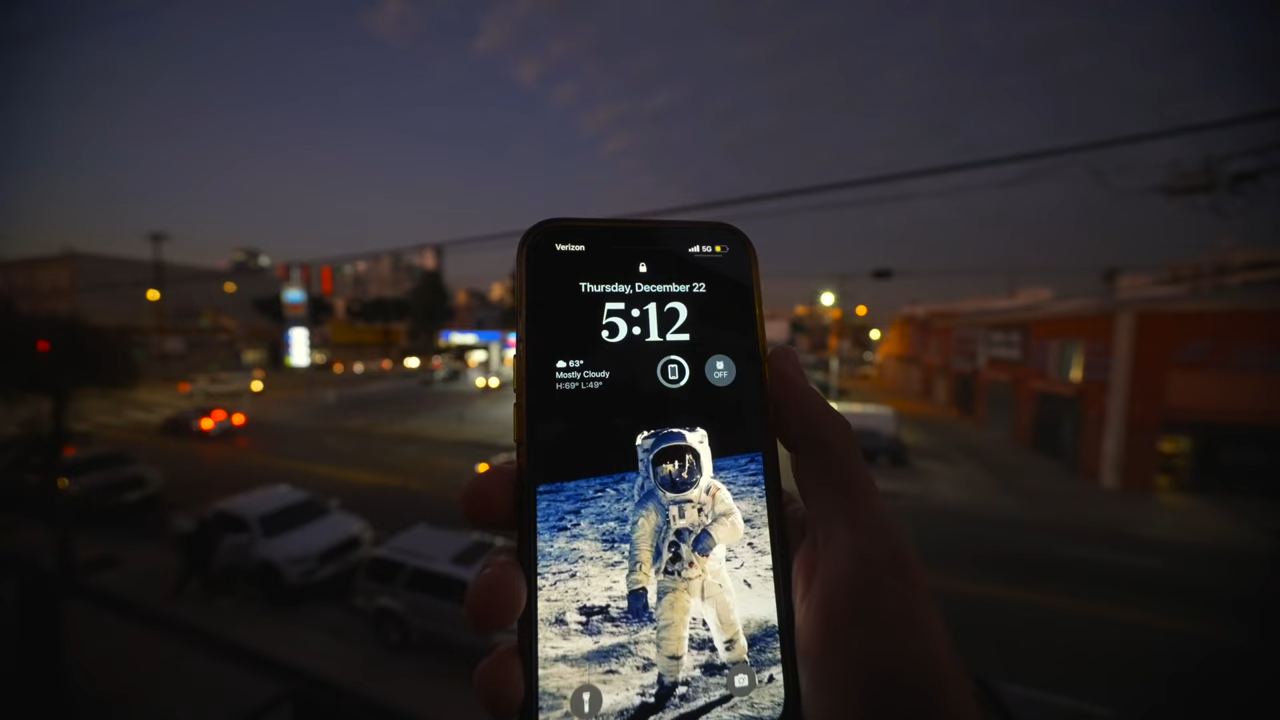 Verizon 5G
Thursday, December 22
5:12
63°
Mostly Cloudy
H:69° L:49°
OFF